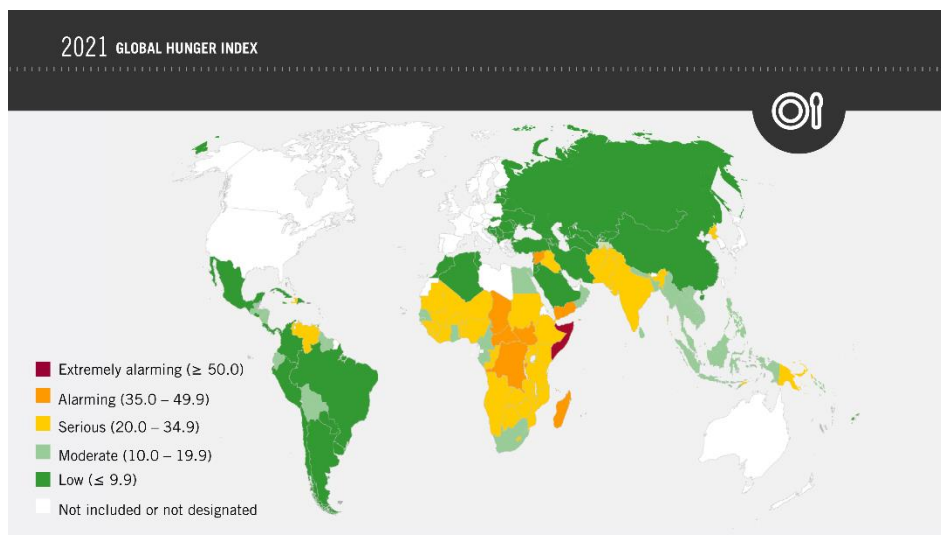 2021 GLOBAL HUNGER INDEX
Extremely alarming (≥ 50.0)
Alarming (35.0 – 49.9)
Serious (20.0 – 34.9)
Moderate (10.0 – 19.9)
Low (≤ 9.9)
Not included or not designated